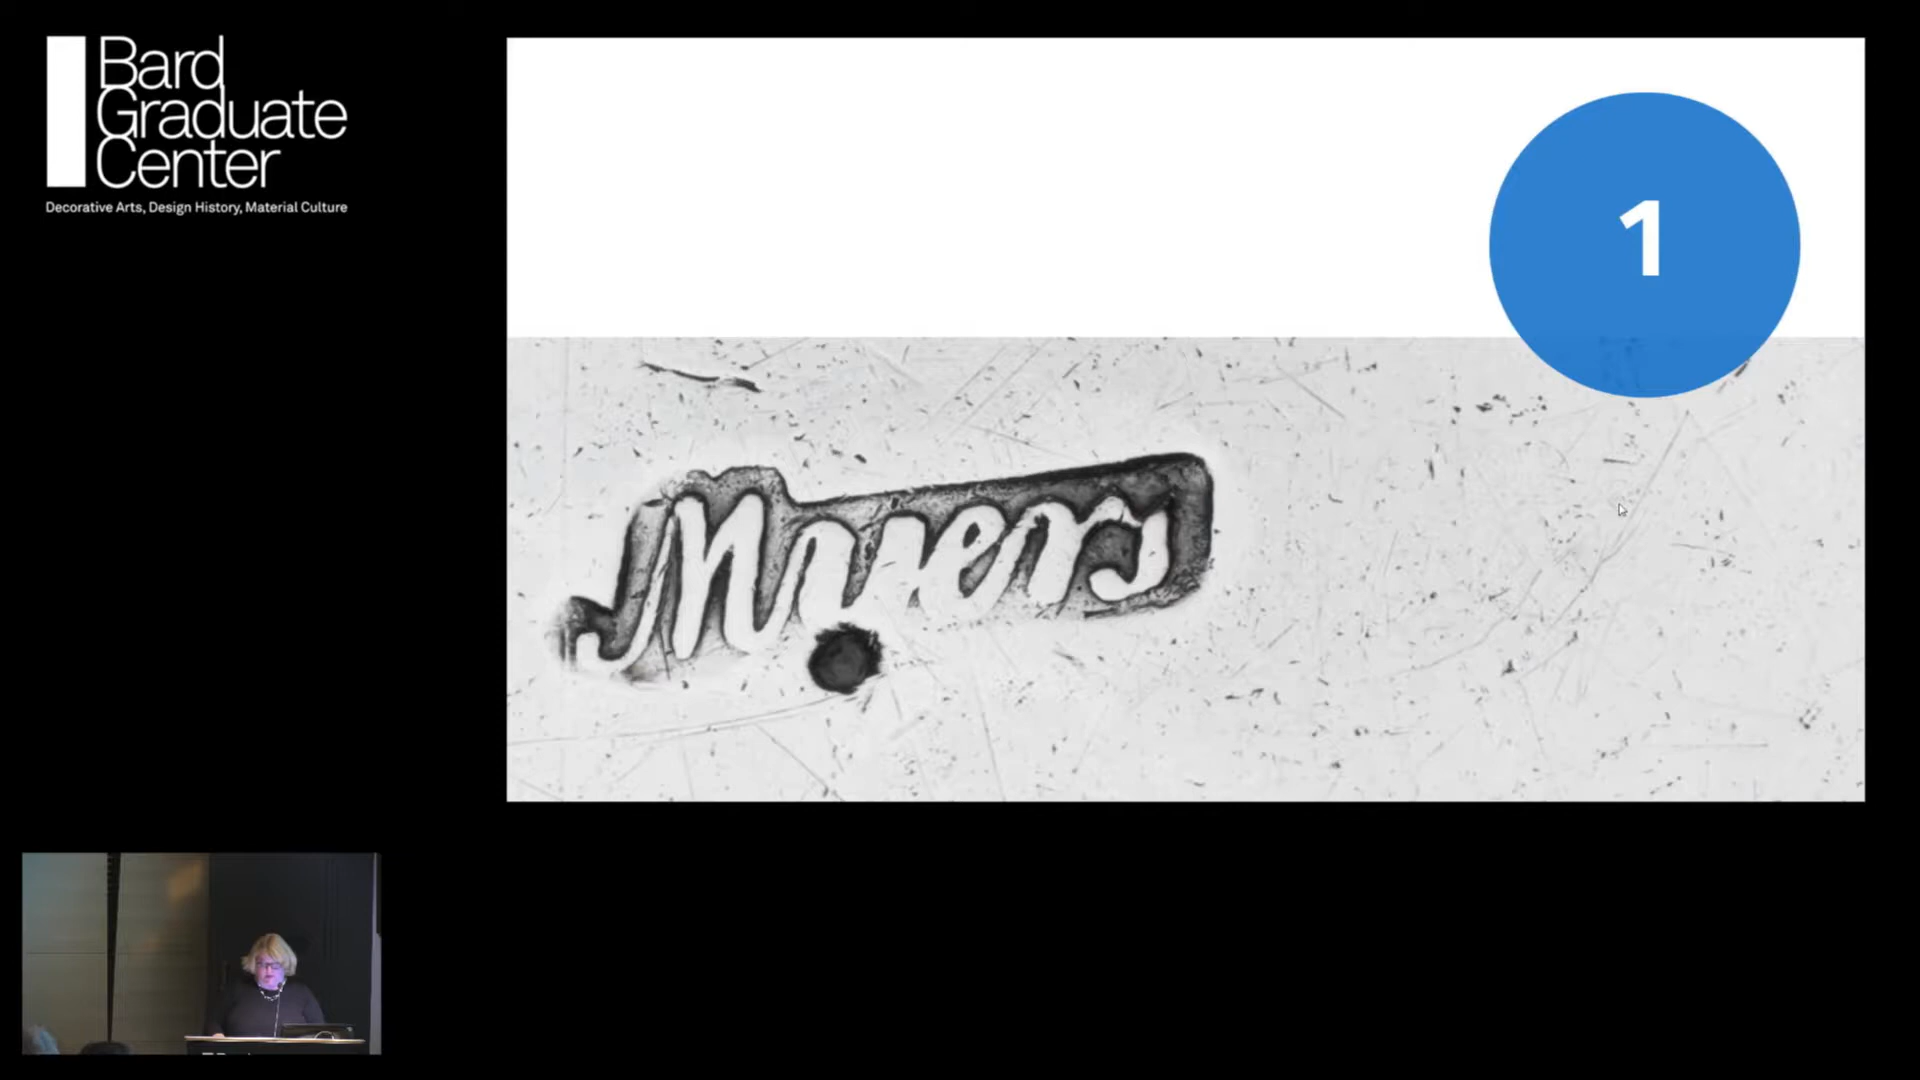 Bard
Graduate
Center
Decorative Arts, Design History, Material Culture
1
Myers